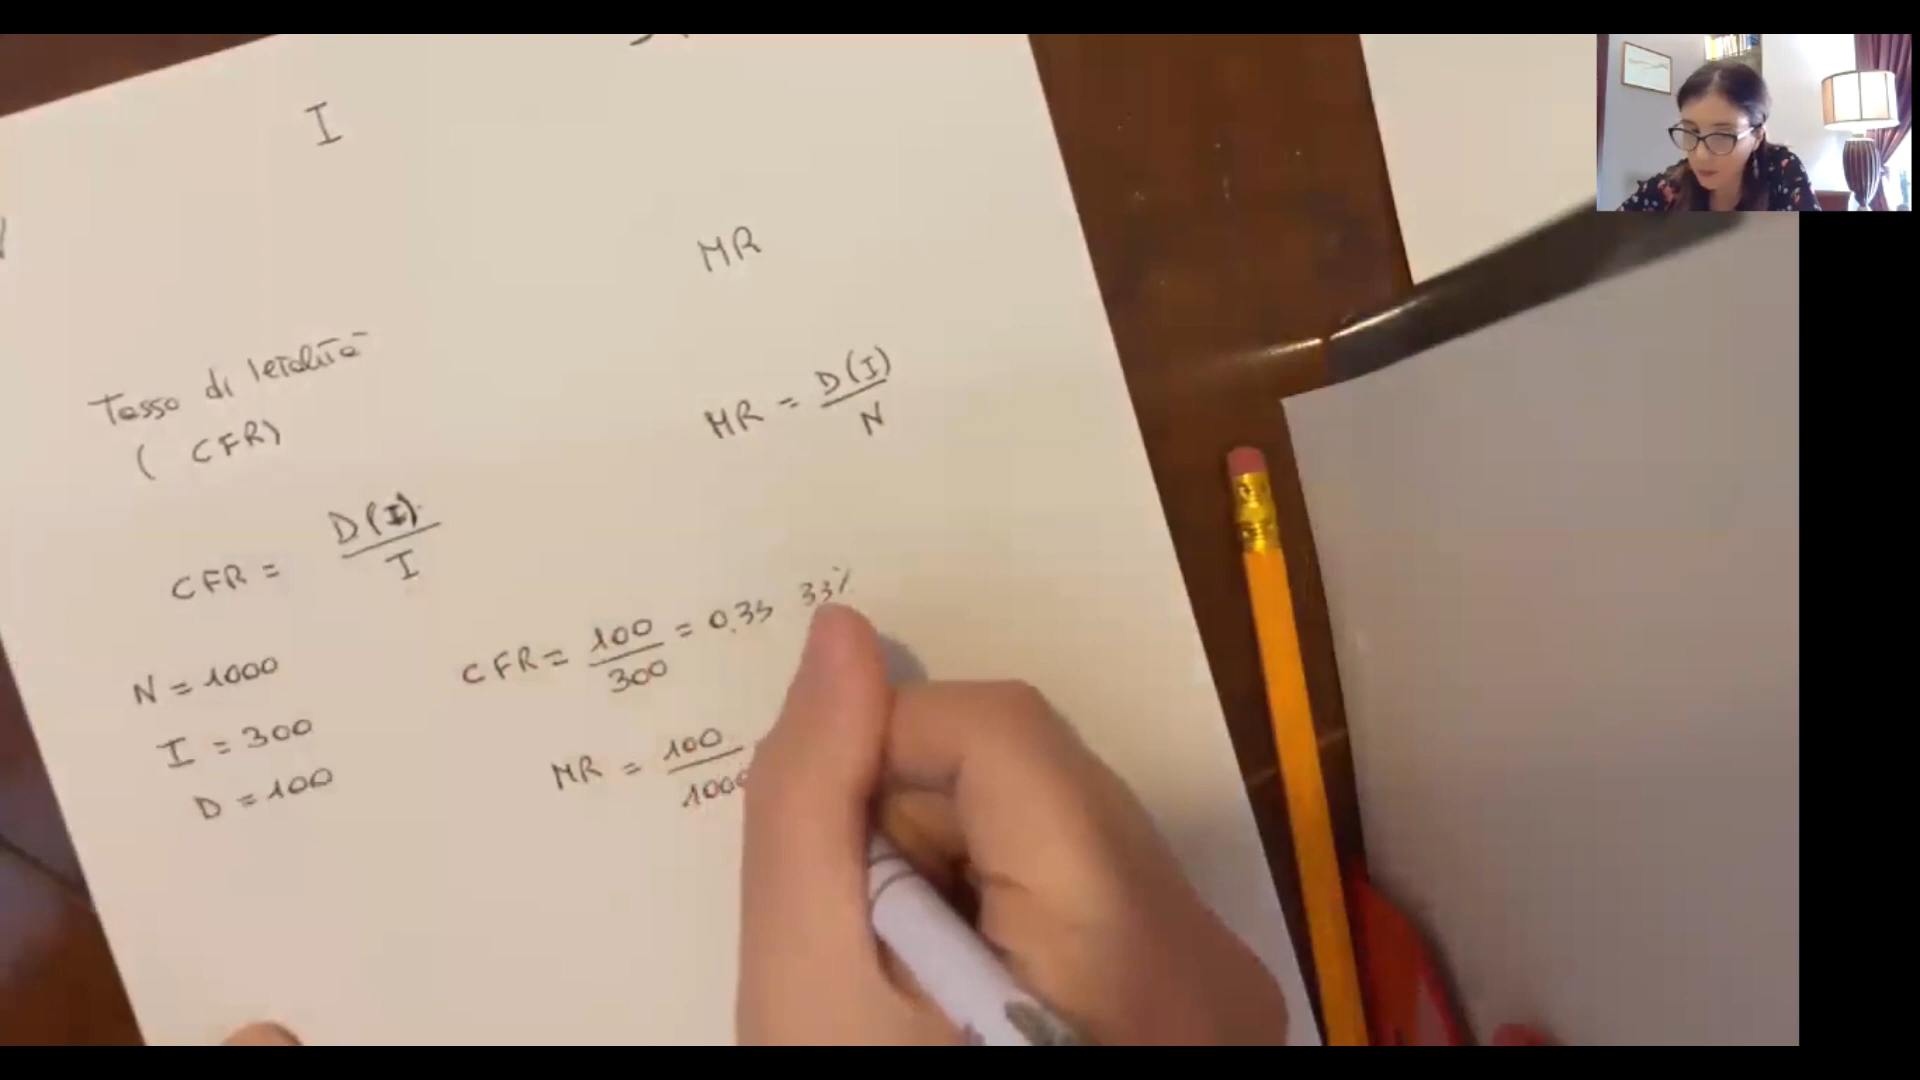 I
MR
Tasso di letalità
( CFR)
MR = D(I)
N
CFR = D(I)
I
CFR = 100 = 0.33 33%
300
N = 1000
I = 300
D = 100
MR = 100
1000